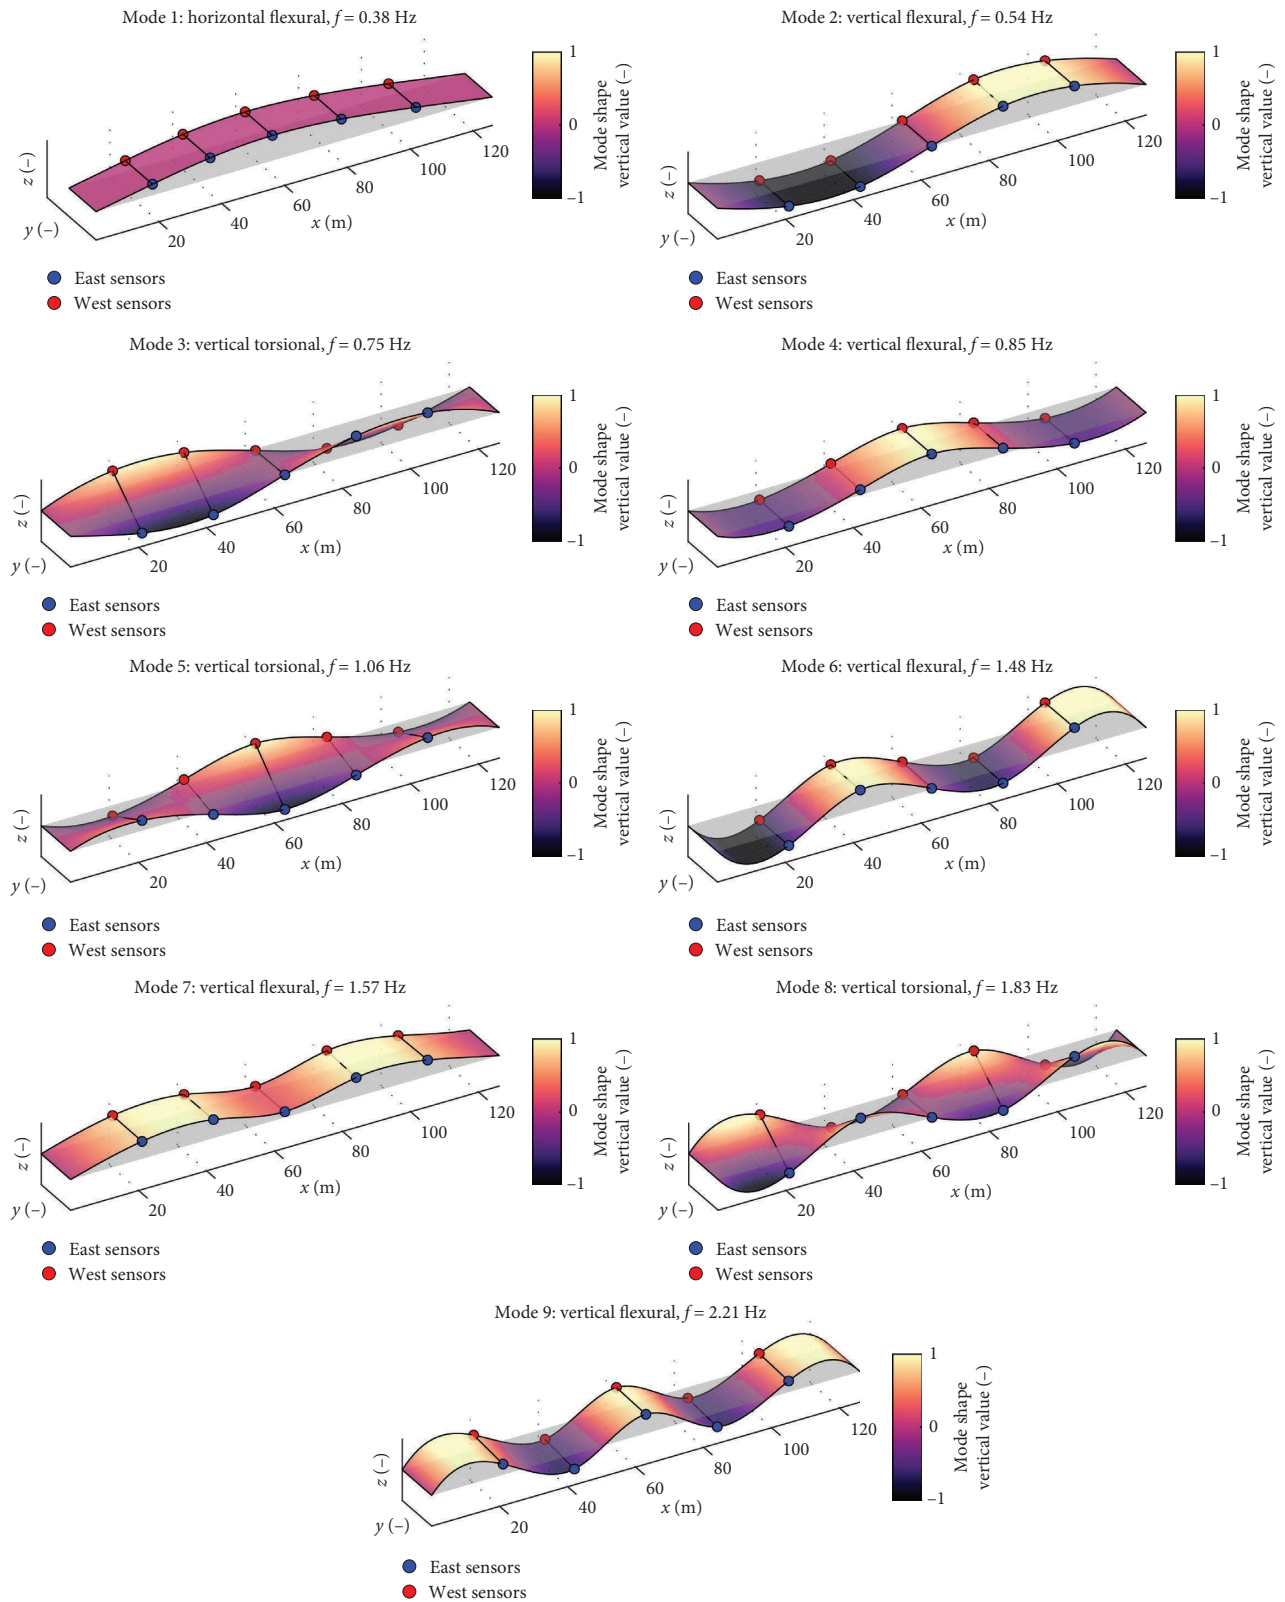 Mode 1: horizontal flexural, f = 0.38 Hz
1
0
−1
Mode shape
vertical value (−)
z (−)
y (−)
x (m)
20
40
60
80
100
120
East sensors
West sensors
Mode 2: vertical flexural, f = 0.54 Hz
1
0
−1
Mode shape
vertical value (−)
z (−)
y (−)
x (m)
20
40
60
80
100
120
East sensors
West sensors
Mode 3: vertical torsional, f = 0.75 Hz
1
0
−1
Mode shape
vertical value (−)
z (−)
y (−)
x (m)
20
40
60
80
100
120
East sensors
West sensors
Mode 4: vertical flexural, f = 0.85 Hz
1
0
−1
Mode shape
vertical value (−)
z (−)
y (−)
x (m)
20
40
60
80
100
120
East sensors
West sensors
Mode 5: vertical torsional, f = 1.06 Hz
1
0
−1
Mode shape
vertical value (−)
z (−)
y (−)
x (m)
20
40
60
80
100
120
East sensors
West sensors
Mode 6: vertical flexural, f = 1.48 Hz
1
0
−1
Mode shape
vertical value (−)
z (−)
y (−)
x (m)
20
40
60
80
100
120
East sensors
West sensors
Mode 7: vertical flexural, f = 1.57 Hz
1
0
−1
Mode shape
vertical value (−)
z (−)
y (−)
x (m)
20
40
60
80
100
120
East sensors
West sensors
Mode 8: vertical torsional, f = 1.83 Hz
1
0
−1
Mode shape
vertical value (−)
z (−)
y (−)
x (m)
20
40
60
80
100
120
East sensors
West sensors
Mode 9: vertical flexural, f = 2.21 Hz
1
0
−1
Mode shape
vertical value (−)
z (−)
y (−)
x (m)
20
40
60
80
100
120
East sensors
West sensors